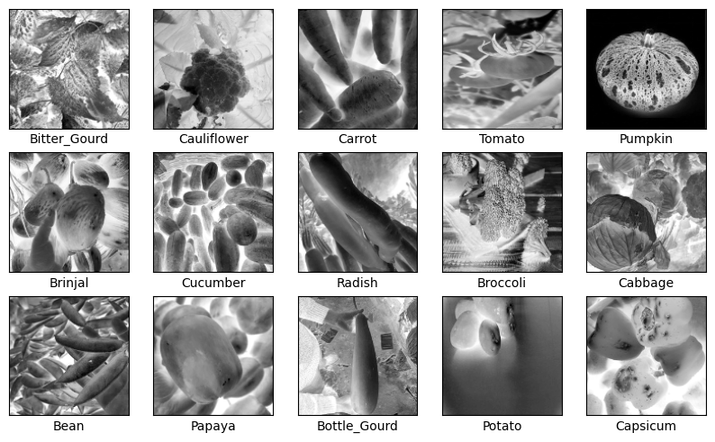 Bitter_Gourd
Cauliflower
Carrot
Tomato
Pumpkin
Brinjal
Cucumber
Radish
Broccoli
Cabbage
Bean
Papaya
Bottle_Gourd
Potato
Capsicum